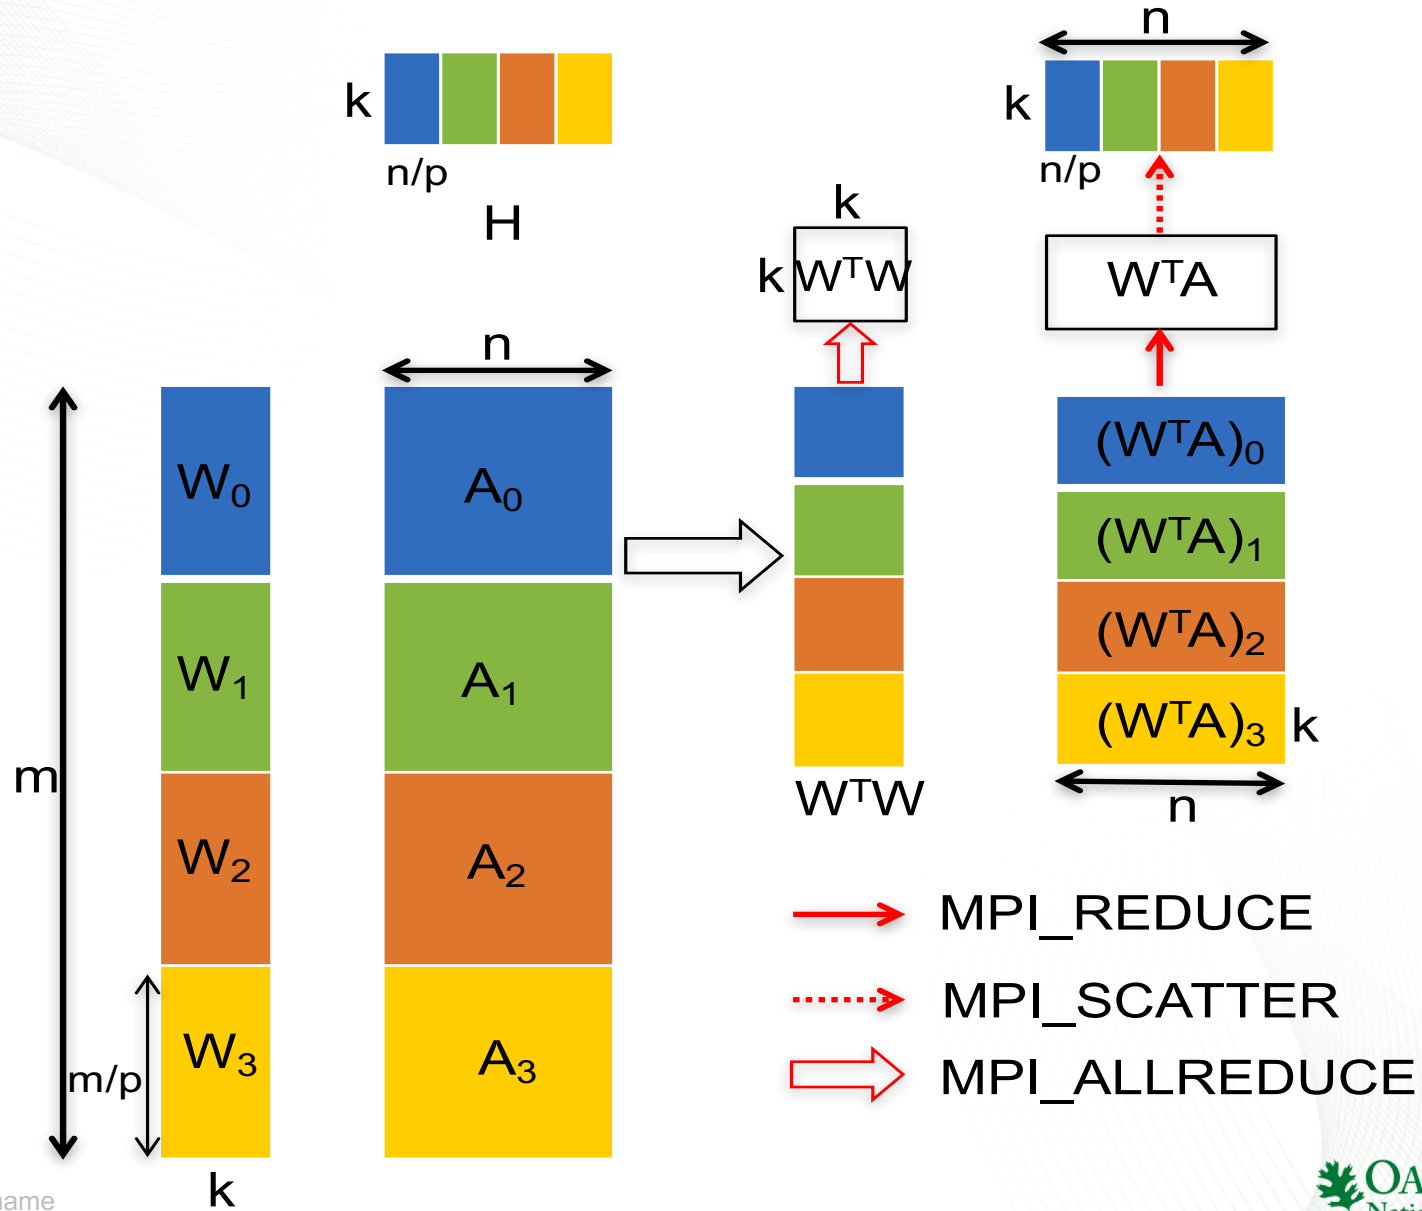 n
k
n/p
H
k
n/p
k
k WᵀW
WᵀA
n
m
W₀
A₀
(WᵀA)₀
W₁
A₁
(WᵀA)₁
W₂
A₂
(WᵀA)₂
W₃
A₃
(WᵀA)₃ k
m/p
k
WᵀW
n
MPI_REDUCE
MPI_SCATTER
MPI_ALLREDUCE